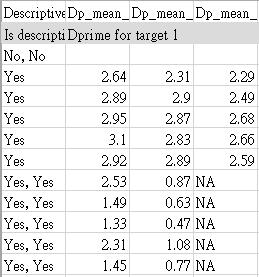 Descriptive Dp_mean_ Dp_mean_ Dp_mean_
Is descripti Dprime for target 1
No, No
Yes 2.64 2.31 2.29
Yes 2.89 2.9 2.49
Yes 2.95 2.87 2.68
Yes 3.1 2.83 2.66
Yes 2.92 2.89 2.59
Yes, Yes 2.53 0.87 NA
Yes, Yes 1.49 0.63 NA
Yes, Yes 1.33 0.47 NA
Yes, Yes 2.31 1.08 NA
Yes, Yes 1.45 0.77 NA